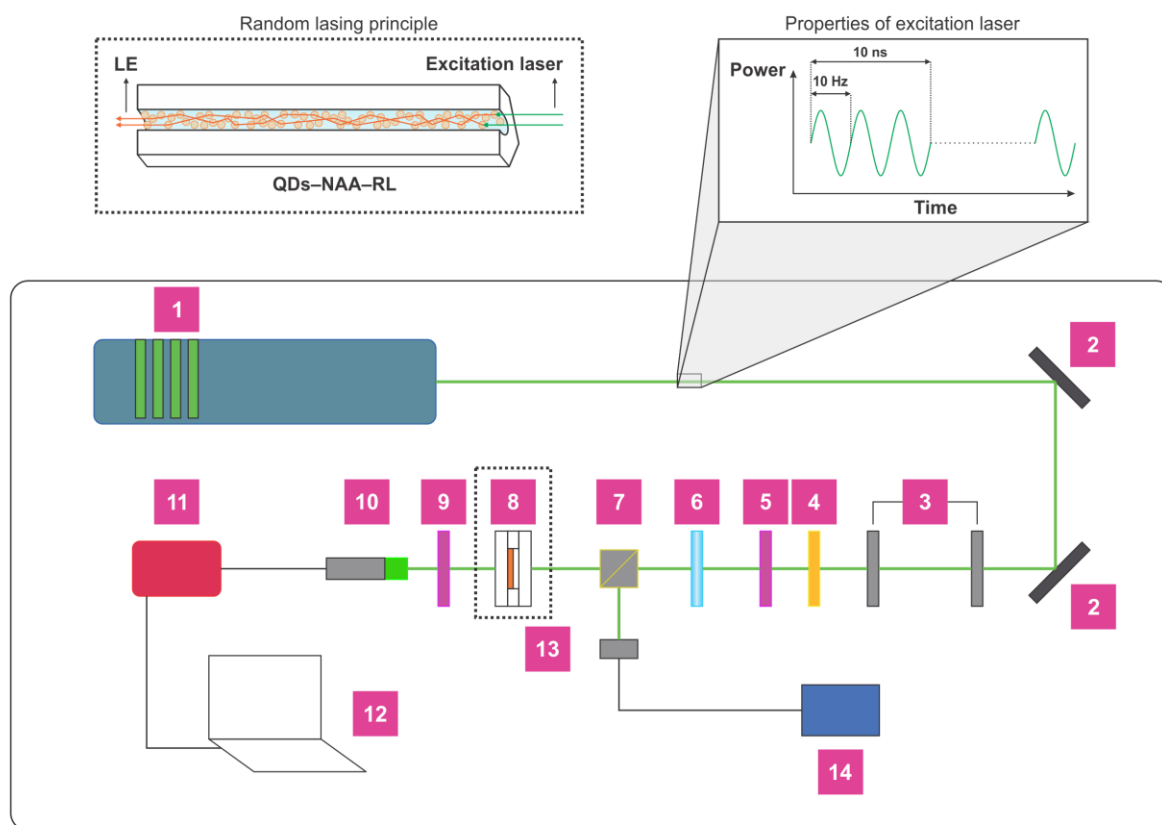 Random lasing principle
Properties of excitation laser
LE
Excitation laser
QDs–NAA–RL
10 ns
Power
10 Hz
Time
1
2
11
10
9
8
7
6
5
4
3
2
13
12
14